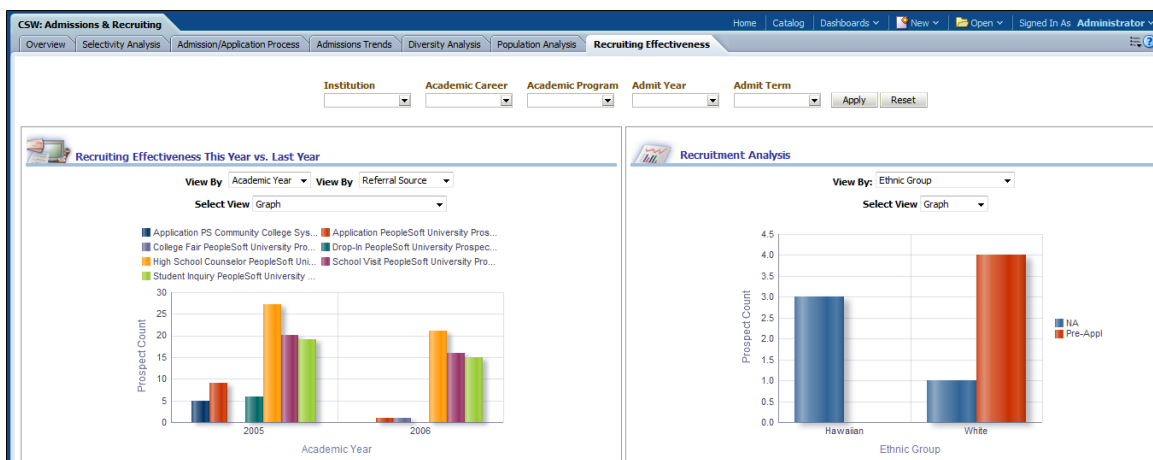 CSW: Admissions & Recruiting
Home Catalog Dashboards New Open Signed In As Administrator
Overview Selectivity Analysis Admission/Application Process Admissions Trends Diversity Analysis Population Analysis Recruiting Effectiveness
Institution Academic Career Academic Program Admit Year Admit Term
Apply Reset
Recruiting Effectiveness This Year vs. Last Year
View By Academic Year View By Referral Source
Select View Graph
Application PS Community College Sys... Application PeopleSoft University Pros...
College Fair PeopleSoft University Pro... Drop-In PeopleSoft University Prospec...
High School Counselor PeopleSoft Uni... School Visit PeopleSoft University Pro...
Student Inquiry PeopleSoft University ...
30
25
20
15
10
5
0
Prospect Count
2005 2006
Academic Year
Recruitment Analysis
View By: Ethnic Group
Select View Graph
4.5
4.0
3.5
3.0
2.5
2.0
1.5
1.0
0.5
0.0
Prospect Count
NA
Pre-Appl
Hawaiian White
Ethnic Group